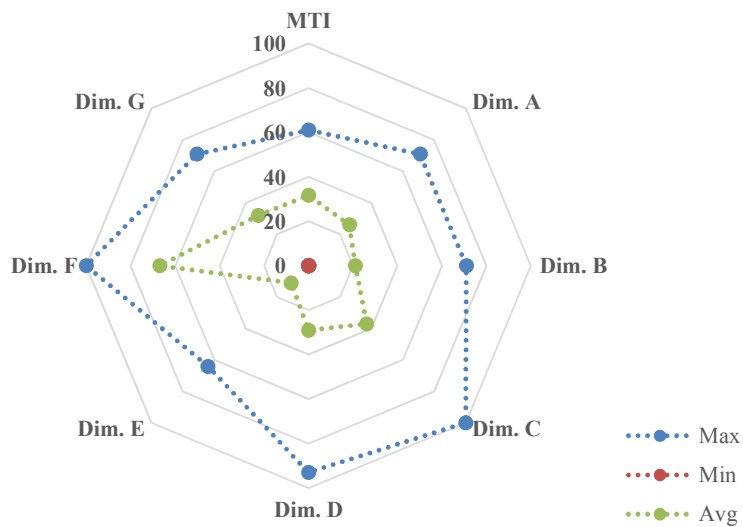 MTI
100
Dim. G
80
Dim. A
60
40
20
Dim. F
0
Dim. B
Dim. E
Dim. C
Dim. D
Max
Min
Avg